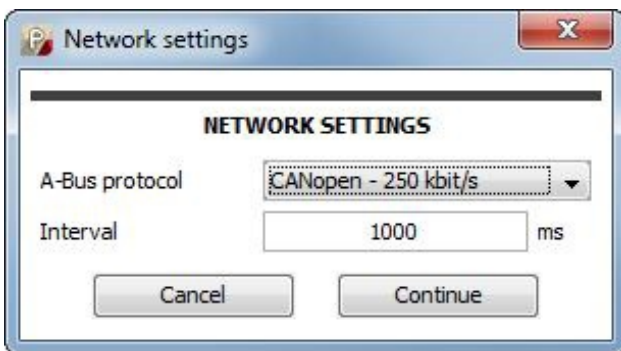 Network settings
NETWORK SETTINGS
A-Bus protocol CANopen - 250 kbit/s
Interval 1000 ms
Cancel Continue